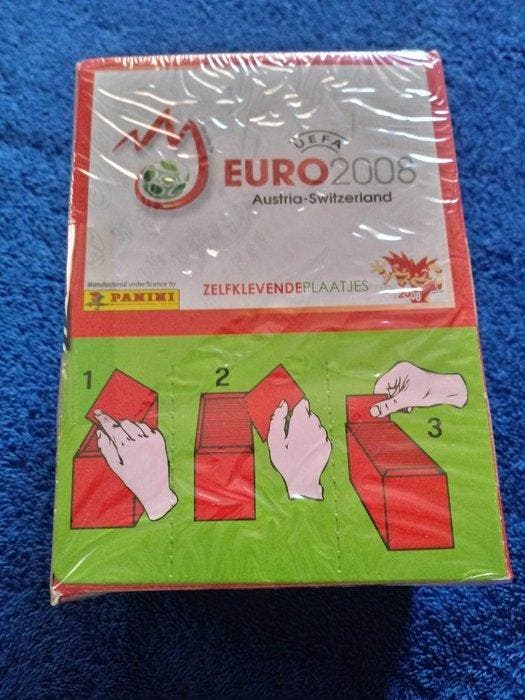 UEFA
EURO2008
Austria-Switzerland
Manufactured under licence by
PANINI
ZELFKLEVENDEPLAATJES
2008
1
2
3